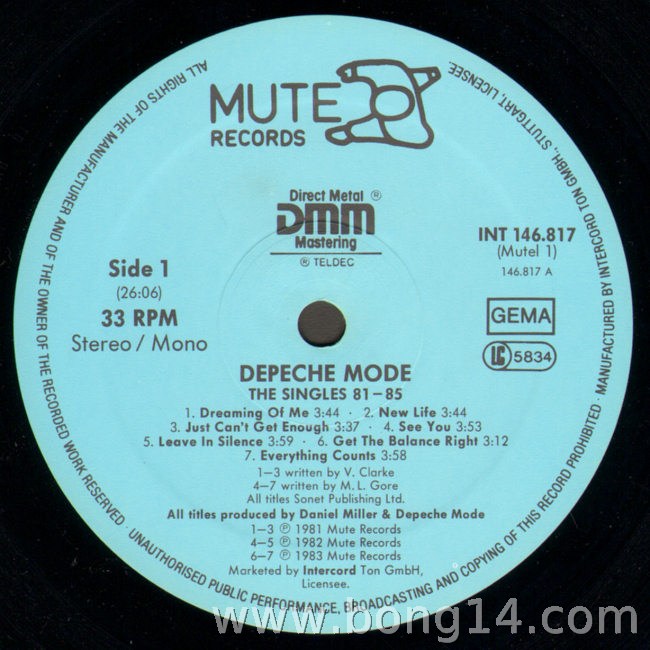 MUTE
RECORDS
Direct Metal ®
DMM
Mastering
® TELDEC
Side 1
(26:06)
33 RPM
Stereo / Mono
INT 146.817
(Mutel 1)
146.817 A
GEMA
LC 5834
DEPECHE MODE
THE SINGLES 81–85
1. Dreaming Of Me 3:44 · 2. New Life 3:44
3. Just Can't Get Enough 3:37 · 4. See You 3:53
5. Leave In Silence 3:59 · 6. Get The Balance Right 3:12
7. Everything Counts 3:58
1–3 written by V. Clarke
4–7 written by M. L. Gore
All titles Sonet Publishing Ltd.
All titles produced by Daniel Miller & Depeche Mode
1–3 ℗ 1981 Mute Records
4–5 ℗ 1982 Mute Records
6–7 ℗ 1983 Mute Records
Marketed by Intercord Ton GmbH,
Licensee.
ALL RIGHTS OF THE MANUFACTURER AND OF THE OWNER OF THE RECORDED WORK RESERVED · UNAUTHORISED PUBLIC PERFORMANCE, BROADCASTING AND COPYING OF THIS RECORD PROHIBITED · MANUFACTURED BY INTERCORD TON GMBH., STUTTGART, LICENSEE.
www.bong14.com